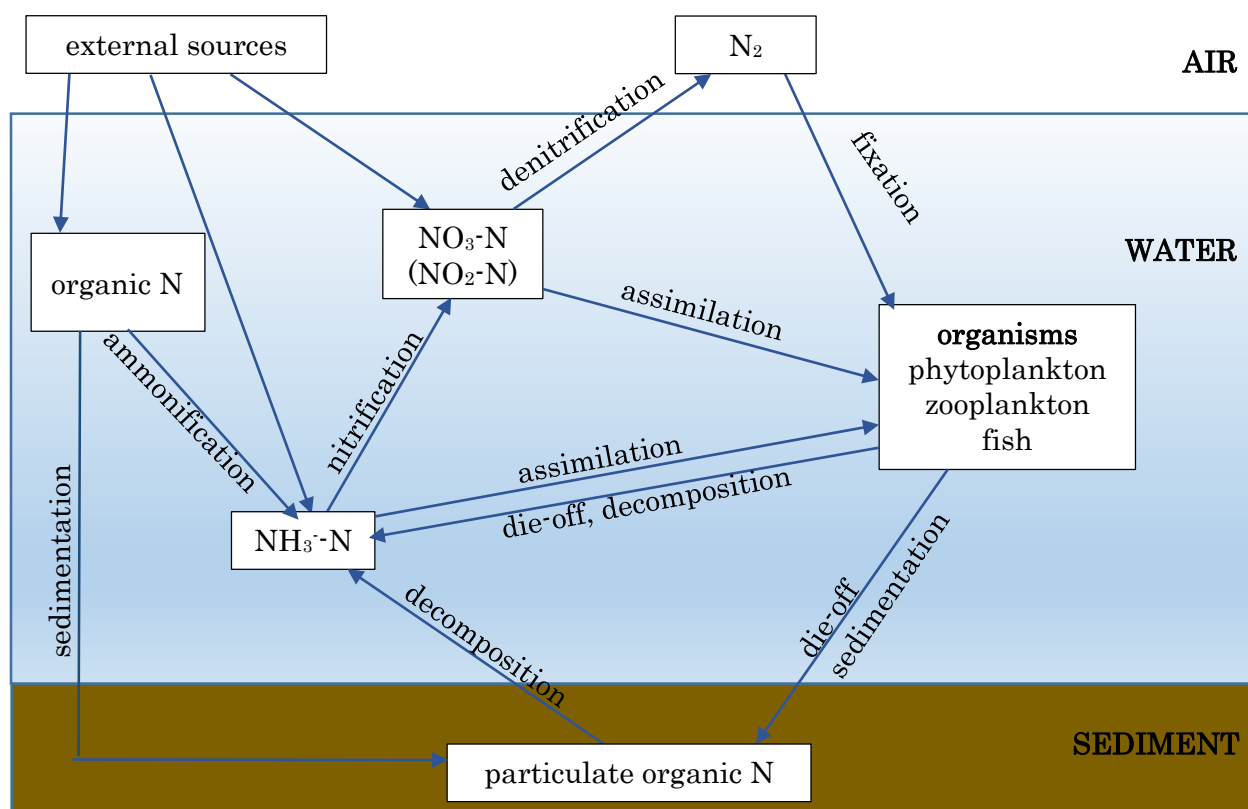 external sources
N₂
AIR
denitrification
fixation
NO₃-N
(NO₂-N)
WATER
organic N
assimilation
organisms
phytoplankton
zooplankton
fish
ammonification
nitrification
assimilation
die-off, decomposition
NH₃⁻-N
sedimentation
decomposition
die-off
sedimentation
SEDIMENT
particulate organic N